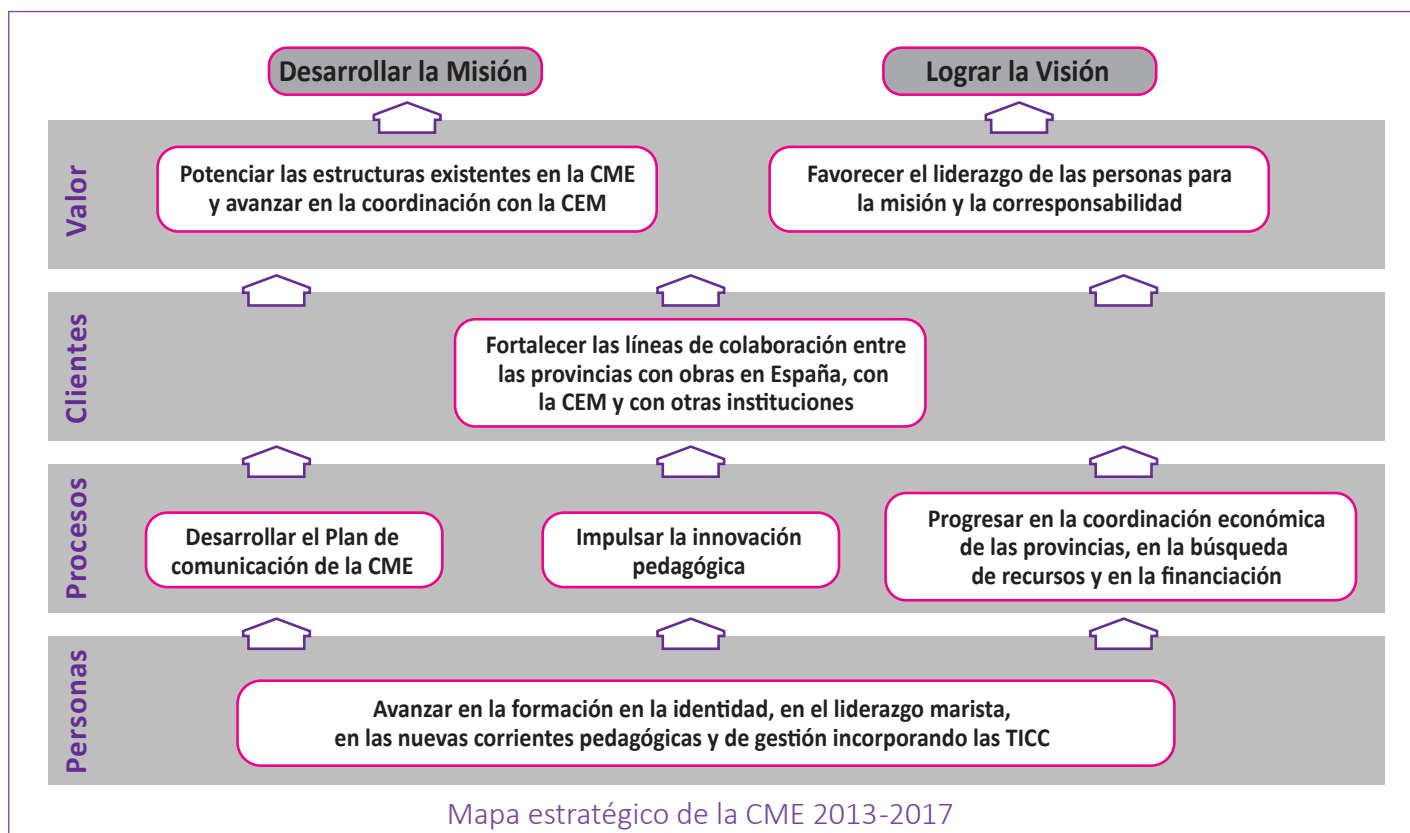 Desarrollar la Misión
Lograr la Visión
Valor
Potenciar las estructuras existentes en la CME
y avanzar en la coordinación con la CEM
Favorecer el liderazgo de las personas para
la misión y la corresponsabilidad
Clientes
Fortalecer las líneas de colaboración entre
las provincias con obras en España, con
la CEM y con otras instituciones
Procesos
Desarrollar el Plan de
comunicación de la CME
Impulsar la innovación
pedagógica
Progresar en la coordinación económica
de las provincias, en la búsqueda
de recursos y en la financiación
Personas
Avanzar en la formación en la identidad, en el liderazgo marista,
en las nuevas corrientes pedagógicas y de gestión incorporando las TICC
Mapa estratégico de la CME 2013-2017